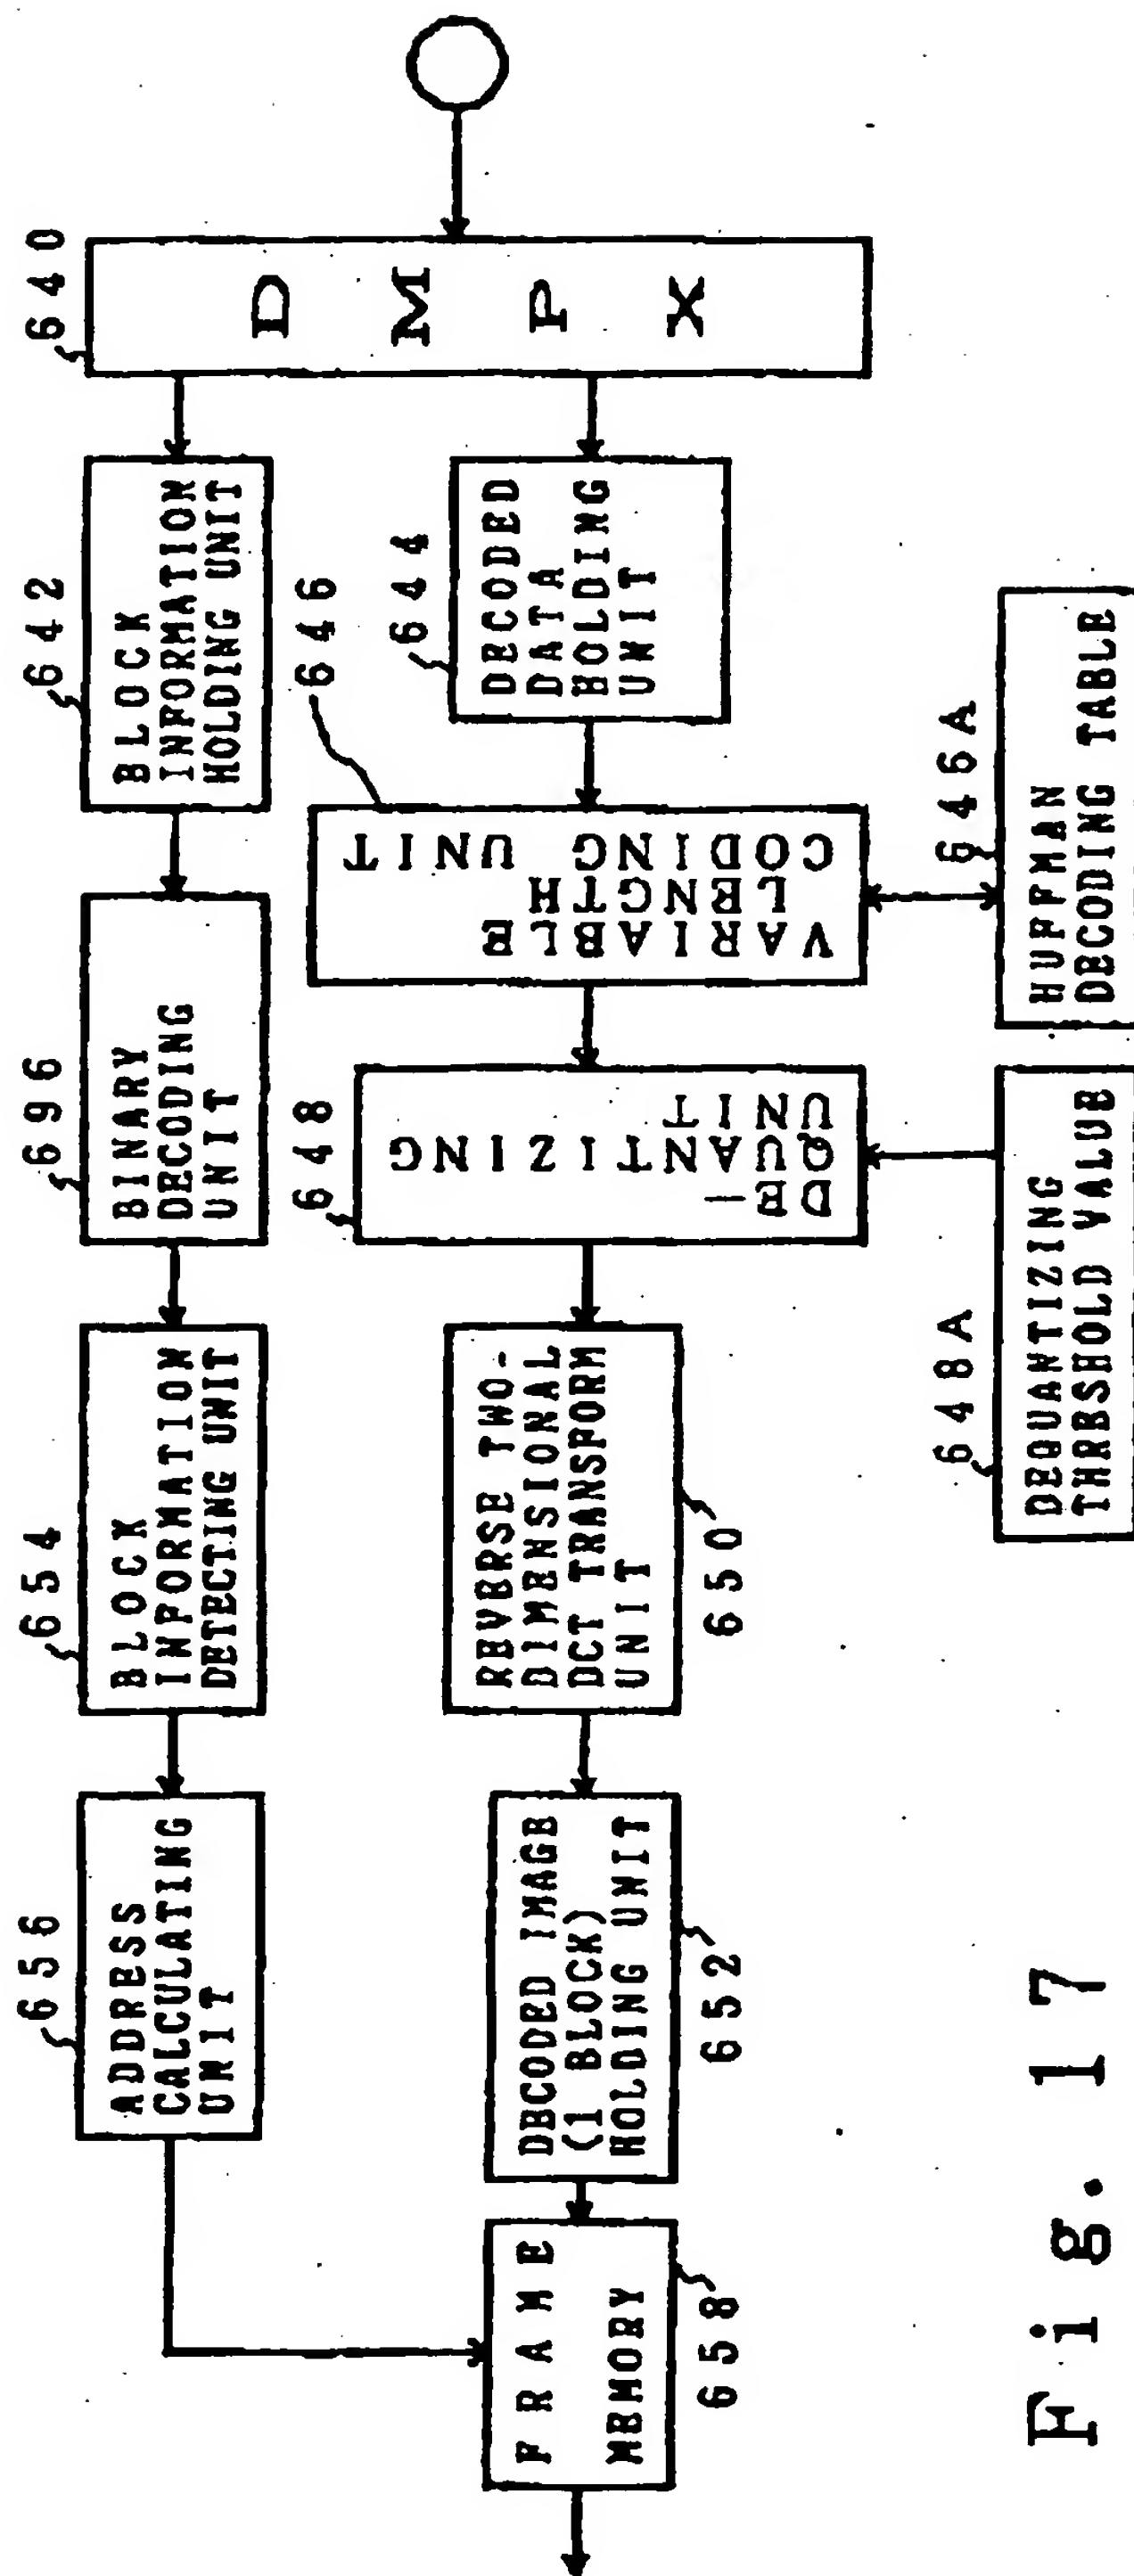 656
ADDRESS
CALCULATING
UNIT
654
BLOCK
INFORMATION
DETECTING UNIT
696
BINARY
DECODING
UNIT
642
BLOCK
INFORMATION
HOLDING UNIT
640
DMPX
FRAME
MEMORY
658
DECODED IMAGE
(1 BLOCK)
HOLDING UNIT
652
REVERSE TWO-
DIMENSIONAL
DCT TRANSFORM
UNIT
650
648
DE-
QUANTIZING
UNIT
646
VARIABLE
LENGTH
CODING UNIT
644
DECODED
DATA
HOLDING
UNIT
648A
DEQUANTIZING
THRESHOLD VALUE
646A
HUFFMAN
DECODING TABLE
Fig. 17